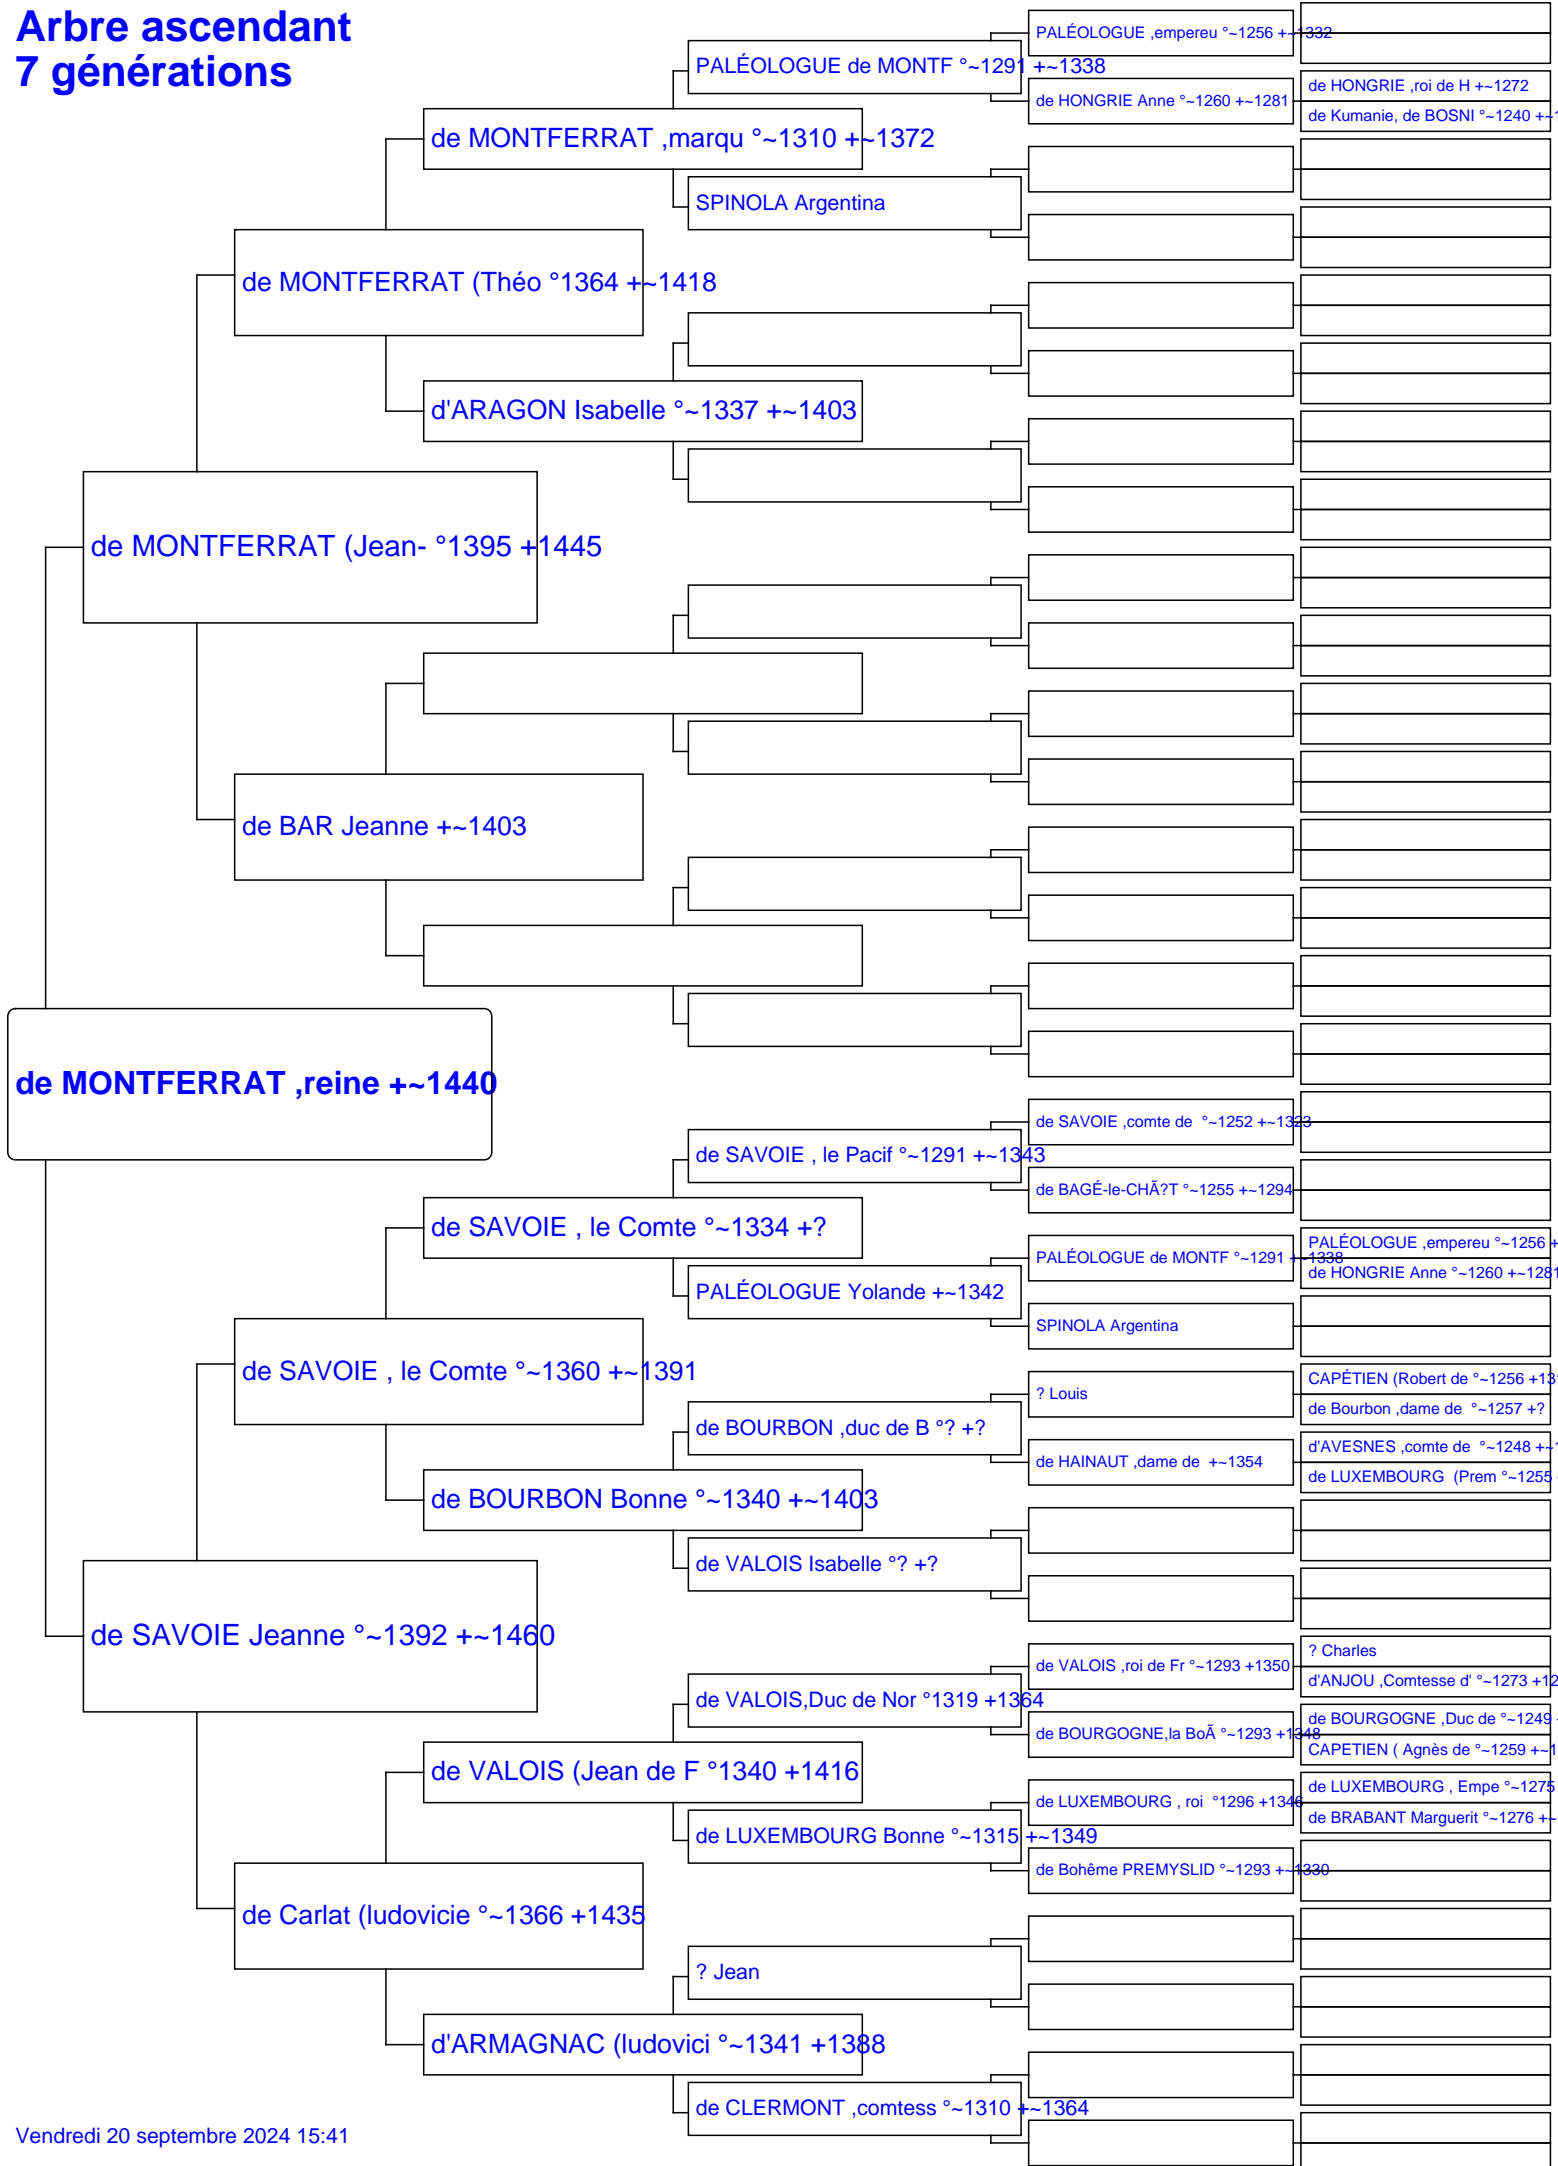 Arbre ascendant
7 générations
PALÉOLOGUE ,empereu °~1256 +~1332
PALÉOLOGUE de MONTF °~1291 +~1338
de HONGRIE ,roi de H +~1272
de HONGRIE Anne °~1260 +~1281
de Kumanie, de BOSNI °~1240 +~1
de MONTFERRAT ,marqu °~1310 +~1372
SPINOLA Argentina
de MONTFERRAT (Théo °1364 +~1418
d'ARAGON Isabelle °~1337 +~1403
de MONTFERRAT (Jean- °1395 +1445
de BAR Jeanne +~1403
de MONTFERRAT ,reine +~1440
de SAVOIE ,comte de °~1252 +~1323
de SAVOIE , le Pacif °~1291 +~1343
de BAGÉ-le-CHÃ?T °~1255 +~1294
de SAVOIE , le Comte °~1334 +?
PALÉOLOGUE ,empereu °~1256 +
PALÉOLOGUE de MONTF °~1291 +~1338
de HONGRIE Anne °~1260 +~1281
PALÉOLOGUE Yolande +~1342
SPINOLA Argentina
de SAVOIE , le Comte °~1360 +~1391
CAPÉTIEN (Robert de °~1256 +131
? Louis
de Bourbon ,dame de °~1257 +?
de BOURBON ,duc de B °? +?
d'AVESNES ,comte de °~1248 +~1
de HAINAUT ,dame de +~1354
de LUXEMBOURG (Prem °~1255 +
de BOURBON Bonne °~1340 +~1403
de VALOIS Isabelle °? +?
de SAVOIE Jeanne °~1392 +~1460
? Charles
de VALOIS ,roi de Fr °~1293 +1350
d'ANJOU ,Comtesse d' °~1273 +12
de VALOIS,Duc de Nor °1319 +1364
de BOURGOGNE ,Duc de °~1249 +
de BOURGOGNE,la BoÃ °~1293 +1348
CAPETIEN ( Agnès de °~1259 +~1
de VALOIS (Jean de F °1340 +1416
de LUXEMBOURG , Empe °~1275
de LUXEMBOURG , roi °1296 +1346
de BRABANT Marguerit °~1276 +~
de LUXEMBOURG Bonne °~1315 +~1349
de Bohême PREMYSLID °~1293 +~1330
de Carlat (ludovicie °~1366 +1435
? Jean
d'ARMAGNAC (ludovici °~1341 +1388
de CLERMONT ,comtess °~1310 +~1364
Vendredi 20 septembre 2024 15:41